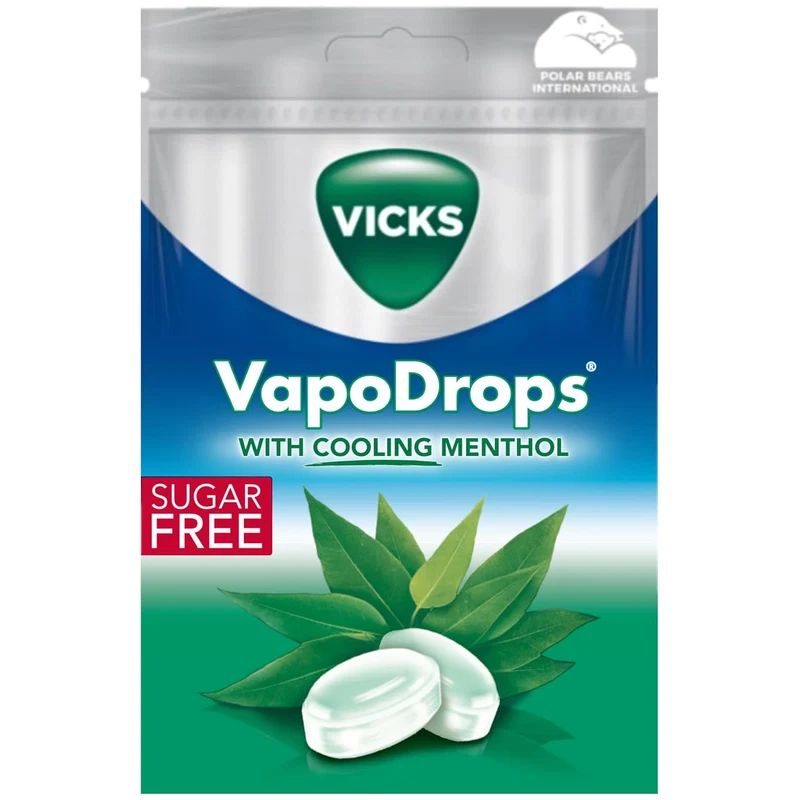 POLAR BEARS
INTERNATIONAL
VICKS
VapoDrops®
WITH COOLING MENTHOL
SUGAR
FREE